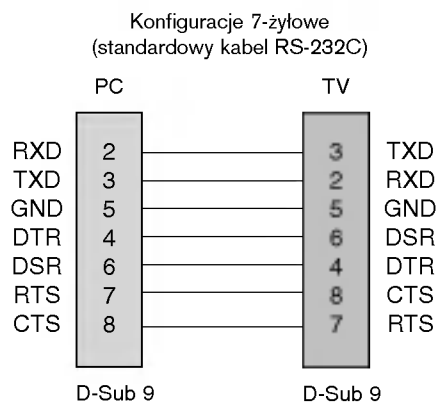 Konfiguracje 7-żyłowe
(standardowy kabel RS-232C)
PC TV
RXD 2 3 TXD
TXD 3 2 RXD
GND 5 5 GND
DTR 4 6 DSR
DSR 6 4 DTR
RTS 7 8 CTS
CTS 8 7 RTS
D-Sub 9 D-Sub 9